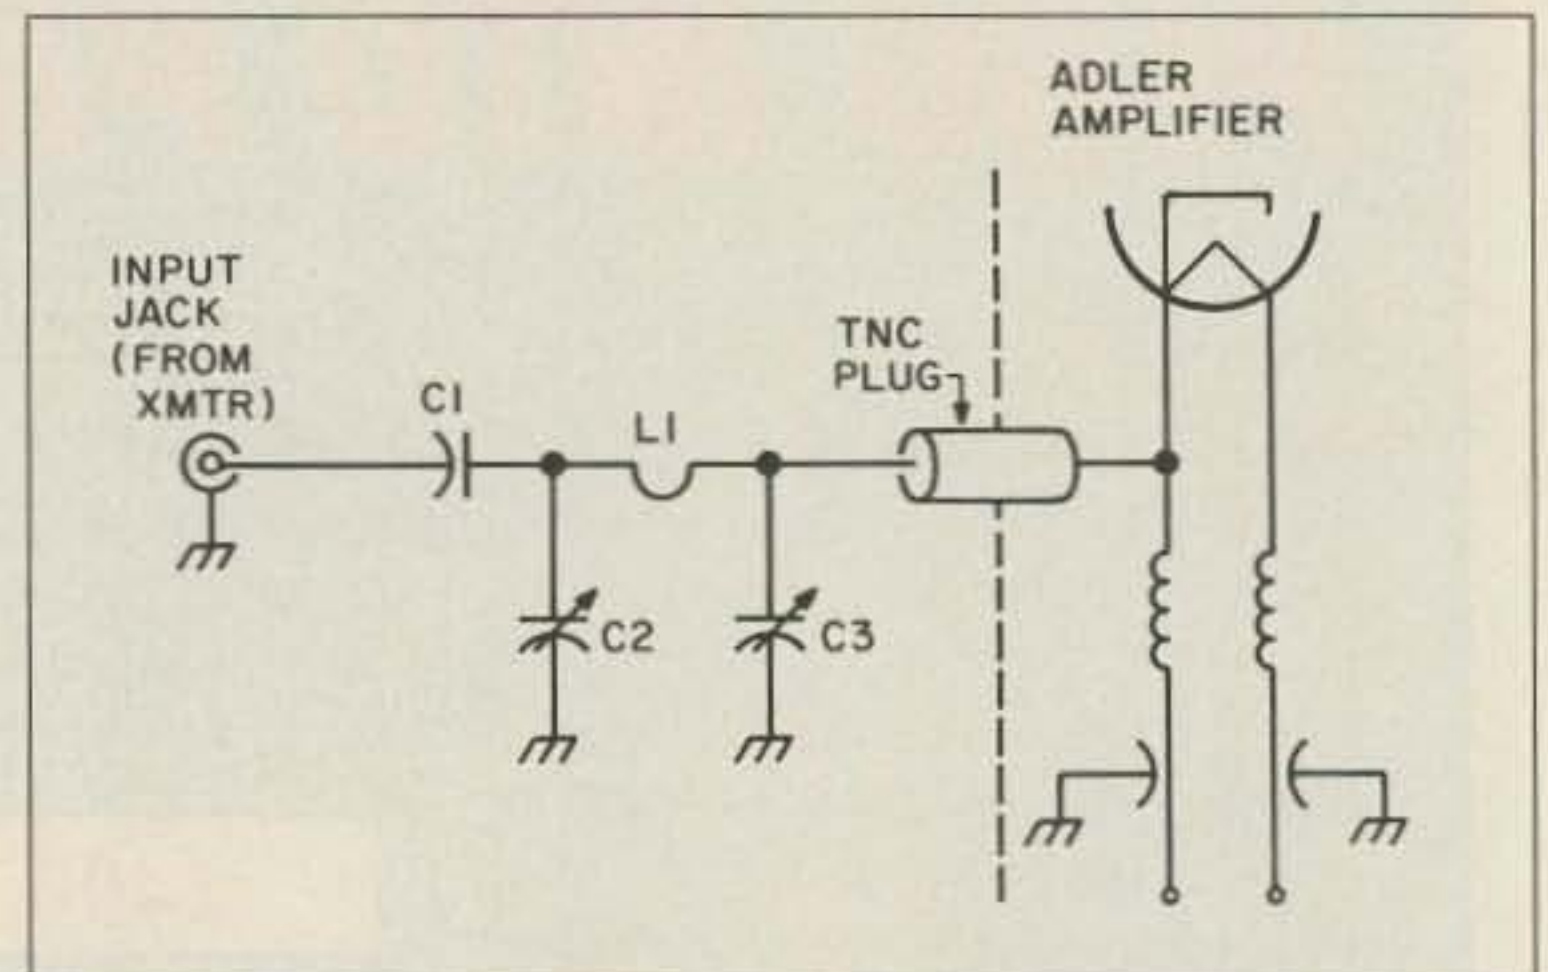 ADLER
AMPLIFIER
INPUT
JACK
(FROM
XMTR)
TNC
PLUG
C1
L1
C2
C3